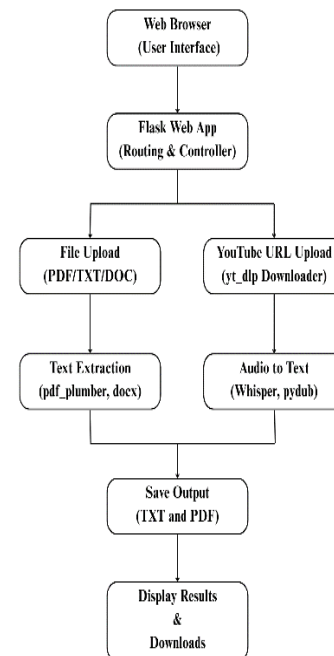 Web Browser
(User Interface)
Flask Web App
(Routing & Controller)
File Upload
(PDF/TXT/DOC)
YouTube URL Upload
(yt_dlp Downloader)
Text Extraction
(pdf_plumber, docx)
Audio to Text
(Whisper, pydub)
Save Output
(TXT and PDF)
Display Results
&
Downloads